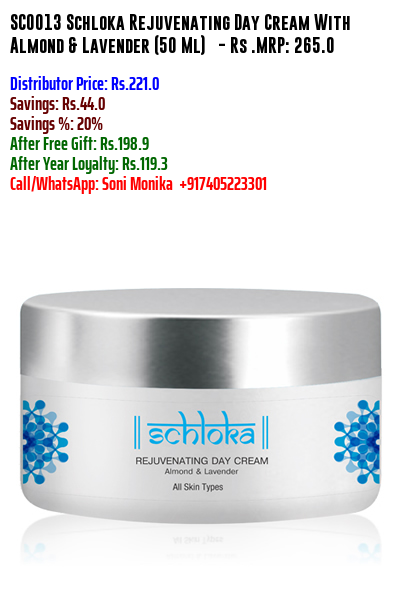 SC0013 Schloka Rejuvenating Day Cream With
Almond & Lavender (50 Ml) - Rs .MRP: 265.0
Distributor Price: Rs.221.0
Savings: Rs.44.0
Savings %: 20%
After Free Gift: Rs.198.9
After Year Loyalty: Rs.119.3
Call/WhatsApp: Soni Monika +917405223301
|| schloka ||
REJUVENATING DAY CREAM
Almond & Lavender
All Skin Types